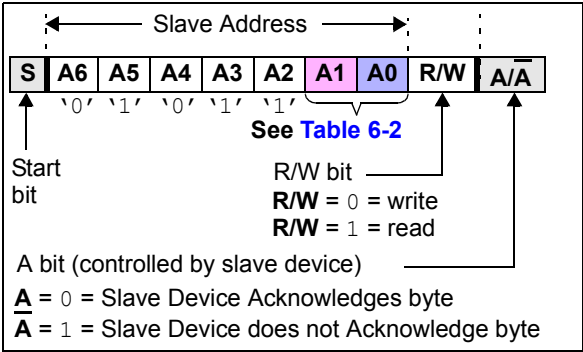 Slave Address
S A6 A5 A4 A3 A2 A1 A0 R/W A/A̅
‘0’ ‘1’ ‘0’ ‘1’ ‘1’
See Table 6-2
Start
bit
R/W bit
R/W = 0 = write
R/W = 1 = read
A bit (controlled by slave device)
A = 0 = Slave Device Acknowledges byte
A̅ = 1 = Slave Device does not Acknowledge byte